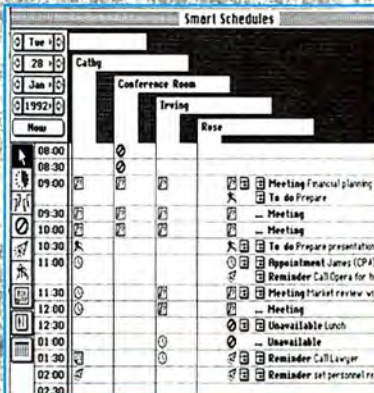 Smart Schedules
Tue
28
Jan
1992
Now
Cathy
Conference Room
Irving
Rose
08:00
08:30
09:00 Meeting Financial planning
To do Prepare
09:30 ... Meeting
10:00 ... Meeting
10:30 To do Prepare presentation
11:00 Appointment James (CPA)
Reminder Call Opera for
11:30 Meeting Market review
12:00 ... Meeting
12:30 Unavailable Lunch
01:00 ... Unavailable
01:30 Reminder Call Lawyer
02:00 Reminder set personnel
02:30